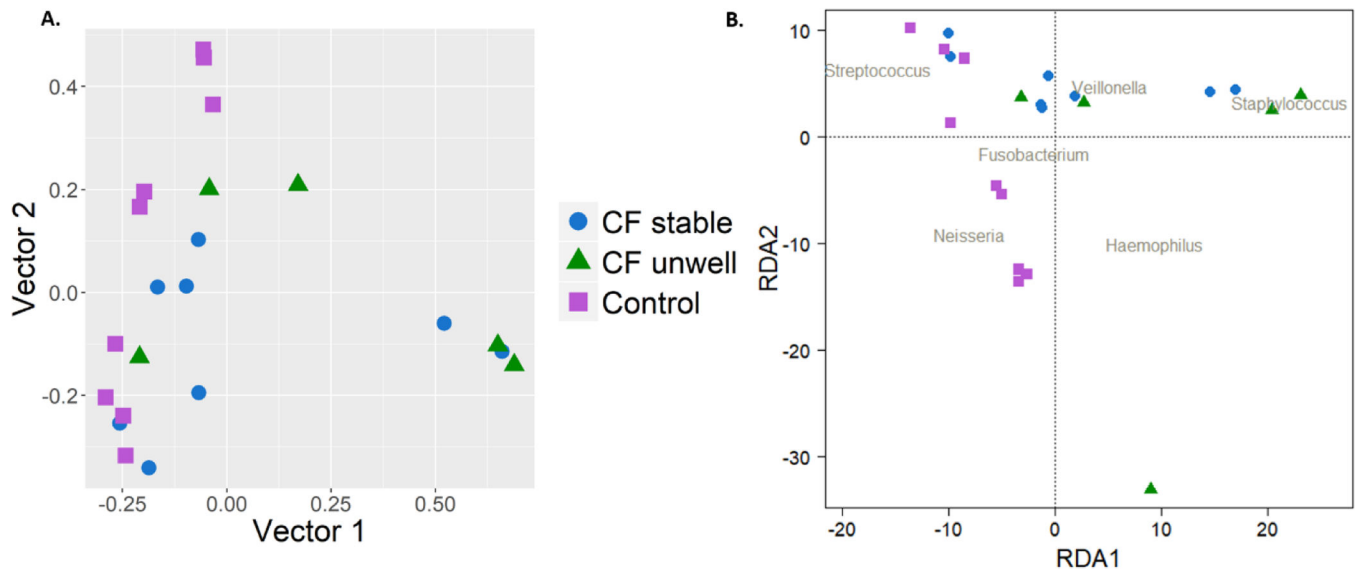 A.
0.4
0.2
0.0
-0.2
-0.25
0.00
0.25
0.50
Vector 1
Vector 2
CF stable
CF unwell
Control
B.
10
0
-10
-20
-30
-20
-10
0
10
20
RDA1
RDA2
Streptococcus
Veillonella
Staphylococcus
Fusobacterium
Neisseria
Haemophilus